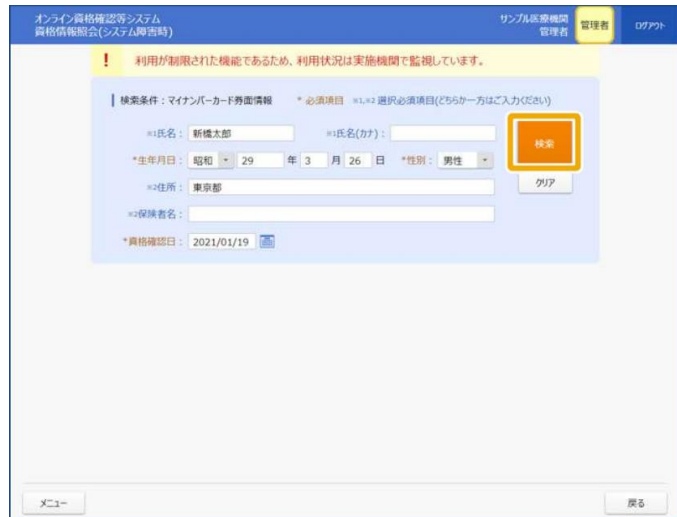 オンライン資格確認等システム
資格情報照会(システム障害時)
サンプル医療機関
管理者
管理者
ログアウト
! 利用が制限された機能であるため、利用状況は実施機関で監視しています。
検索条件：マイナンバーカード券面情報 * 必須項目 ※1,※2 選択必須項目(どちらか一方はご入力ください)
※1氏名： 新橋太郎 ※1氏名(カナ)：
検索
*生年月日： 昭和 29 年 3 月 26 日 *性別： 男性
クリア
※2住所： 東京都
※2保険者名：
*資格確認日： 2021/01/19
メニュー 戻る